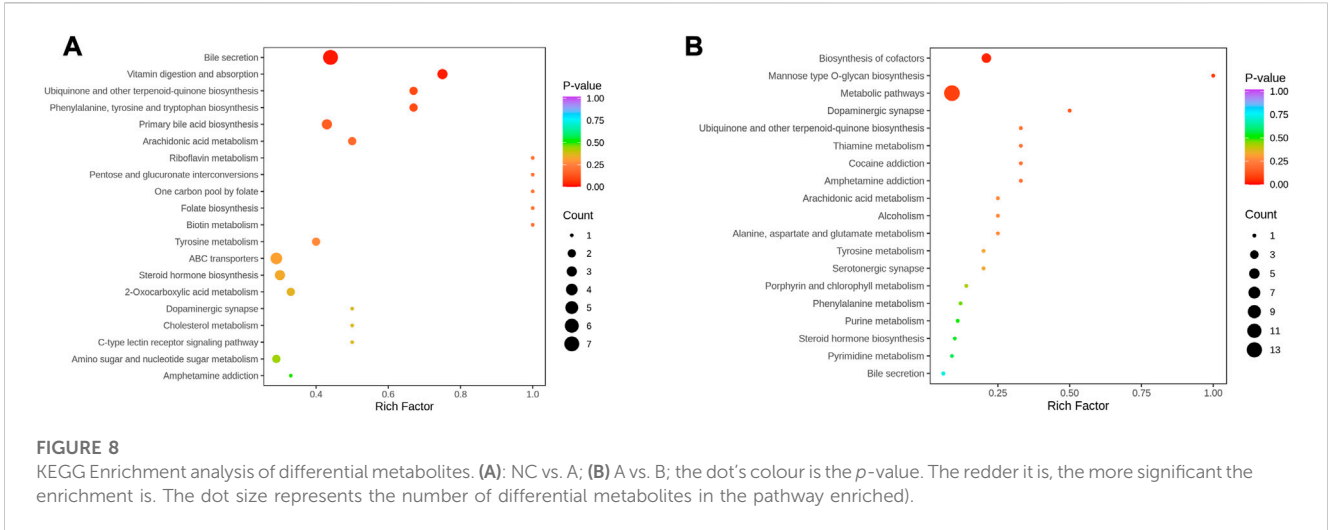 A
Bile secretion
Vitamin digestion and absorption
Ubiquinone and other terpenoid-quinone biosynthesis
Phenylalanine, tyrosine and tryptophan biosynthesis
Primary bile acid biosynthesis
Arachidonic acid metabolism
Riboflavin metabolism
Pentose and glucuronate interconversions
One carbon pool by folate
Folate biosynthesis
Biotin metabolism
Tyrosine metabolism
ABC transporters
Steroid hormone biosynthesis
2-Oxocarboxylic acid metabolism
Dopaminergic synapse
Cholesterol metabolism
C-type lectin receptor signaling pathway
Amino sugar and nucleotide sugar metabolism
Amphetamine addiction
0.4 0.6 0.8 1.0
Rich Factor
P-value
1.00
0.75
0.50
0.25
0.00
Count
1
2
3
4
5
6
7
B
Biosynthesis of cofactors
Mannose type O-glycan biosynthesis
Metabolic pathways
Dopaminergic synapse
Ubiquinone and other terpenoid-quinone biosynthesis
Thiamine metabolism
Cocaine addiction
Amphetamine addiction
Arachidonic acid metabolism
Alcoholism
Alanine, aspartate and glutamate metabolism
Tyrosine metabolism
Serotonergic synapse
Porphyrin and chlorophyll metabolism
Phenylalanine metabolism
Purine metabolism
Steroid hormone biosynthesis
Pyrimidine metabolism
Bile secretion
0.25 0.50 0.75 1.00
Rich Factor
P-value
1.00
0.75
0.50
0.25
0.00
Count
1
3
5
7
9
11
13
FIGURE 8
KEGG Enrichment analysis of differential metabolites. (A): NC vs. A; (B) A vs. B; the dot's colour is the p-value. The redder it is, the more significant the
enrichment is. The dot size represents the number of differential metabolites in the pathway enriched).